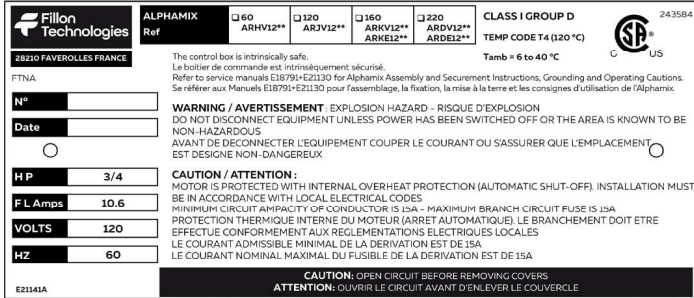 Fillon
Technologies
28210 FAVEROLLES FRANCE
FTNA
N°
Date
HP 3/4
F L Amps 10.6
VOLTS 120
HZ 60
E21141A
ALPHAMIX
Ref
60
ARHV12**
120
ARJV12**
160
ARKV12**
ARKE12**
220
ARDV12**
ARDE12**
CLASS I GROUP D
TEMP CODE T4 (120 °C)
Tamb = 6 to 40 °C
243584
SA
®
C US
The control box is intrinsically safe.
Le boitier de commande est intrinsèquement sécurisé.
Refer to service manuals E18791+E21130 for Alphamix Assembly and Securement Instructions, Grounding and Operating Cautions.
Se référer aux Manuels E18791+E21130 pour l'assemblage, la fixation, la mise à la terre et les consignes d'utilisation de l'Alphamix.
WARNING / AVERTISSEMENT : EXPLOSION HAZARD - RISQUE D'EXPLOSION
DO NOT DISCONNECT EQUIPMENT UNLESS POWER HAS BEEN SWITCHED OFF OR THE AREA IS KNOWN TO BE
NON-HAZARDOUS
AVANT DE DECONNECTER L'EQUIPEMENT COUPER LE COURANT OU S'ASSURER QUE L'EMPLACEMENT
EST DESIGNE NON-DANGEREUX
CAUTION / ATTENTION :
MOTOR IS PROTECTED WITH INTERNAL OVERHEAT PROTECTION (AUTOMATIC SHUT-OFF). INSTALLATION MUST
BE IN ACCORDANCE WITH LOCAL ELECTRICAL CODES
MINIMUM CIRCUIT AMPACITY OF CONDUCTOR IS 15A - MAXIMUM BRANCH CIRCUIT FUSE IS 15A
PROTECTION THERMIQUE INTERNE DU MOTEUR (ARRET AUTOMATIQUE). LE BRANCHEMENT DOIT ETRE
EFFECTUE CONFORMEMENT AUX REGLEMENTATIONS ELECTRIQUES LOCALES
LE COURANT ADMISSIBLE MINIMAL DE LA DERIVATION EST DE 15A
LE COURANT NOMINAL MAXIMAL DU FUSIBLE DE LA DERIVATION EST DE 15A
CAUTION: OPEN CIRCUIT BEFORE REMOVING COVERS
ATTENTION: OUVRIR LE CIRCUIT AVANT D'ENLEVER LE COUVERCLE